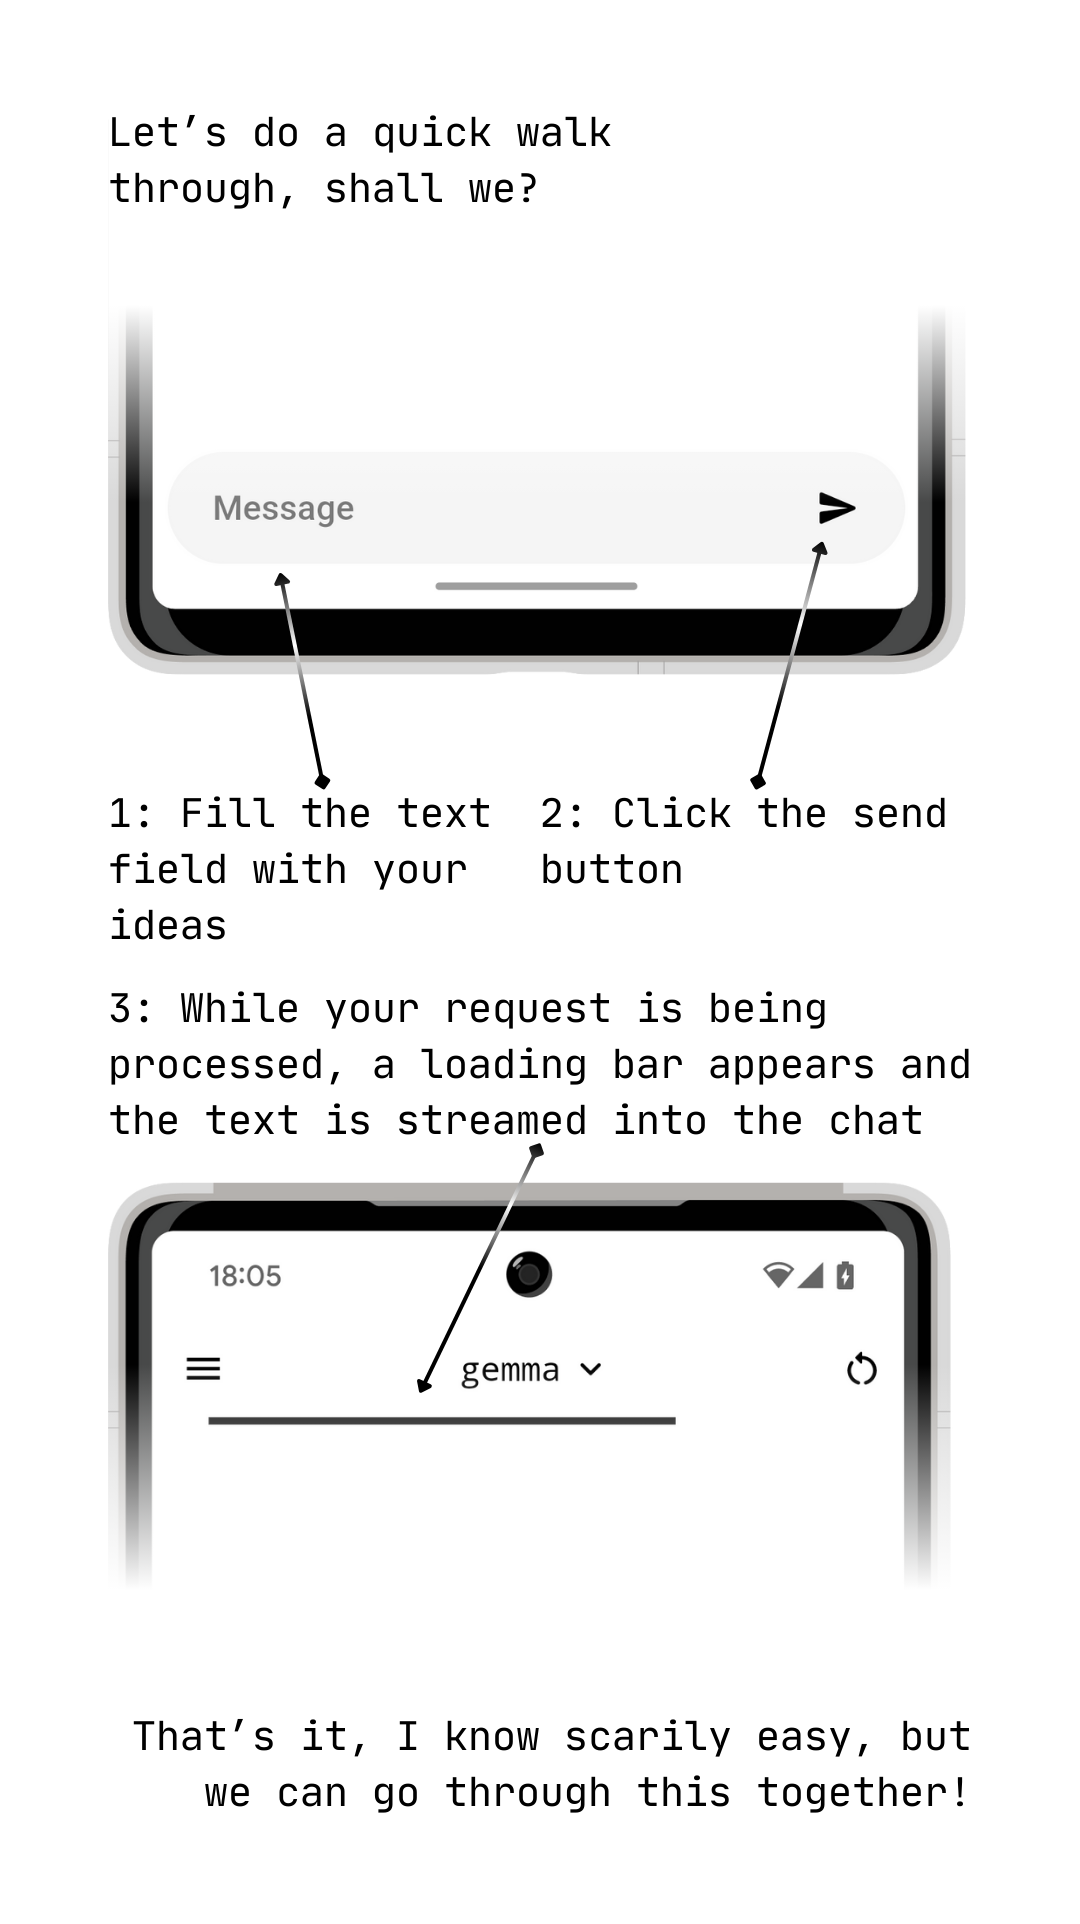 Let’s do a quick walk
through, shall we?
Message
1: Fill the text
field with your
ideas
2: Click the send
button
3: While your request is being
processed, a loading bar appears and
the text is streamed into the chat
18:05
gemma
That’s it, I know scarily easy, but
we can go through this together!